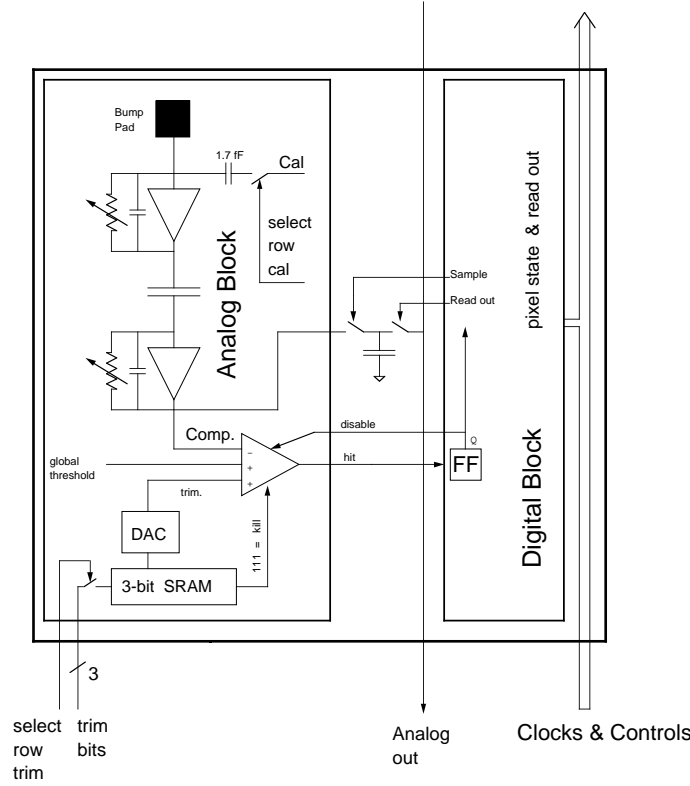 Bump
Pad
1.7 fF
Cal
select
row
cal
Analog Block
Sample
Read out
pixel state & read out
Comp.
disable
Q
−
global
threshold
+
hit
FF
+
trim.
Digital Block
DAC
111 = kill
3-bit SRAM
3
select
row
trim
trim
bits
Analog
out
Clocks & Controls